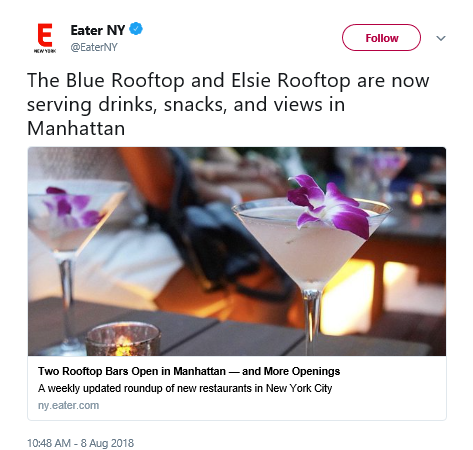 E
NEW YORK
Eater NY
@EaterNY
Follow
The Blue Rooftop and Elsie Rooftop are now
serving drinks, snacks, and views in
Manhattan
Two Rooftop Bars Open in Manhattan — and More Openings
A weekly updated roundup of new restaurants in New York City
ny.eater.com
10:48 AM - 8 Aug 2018